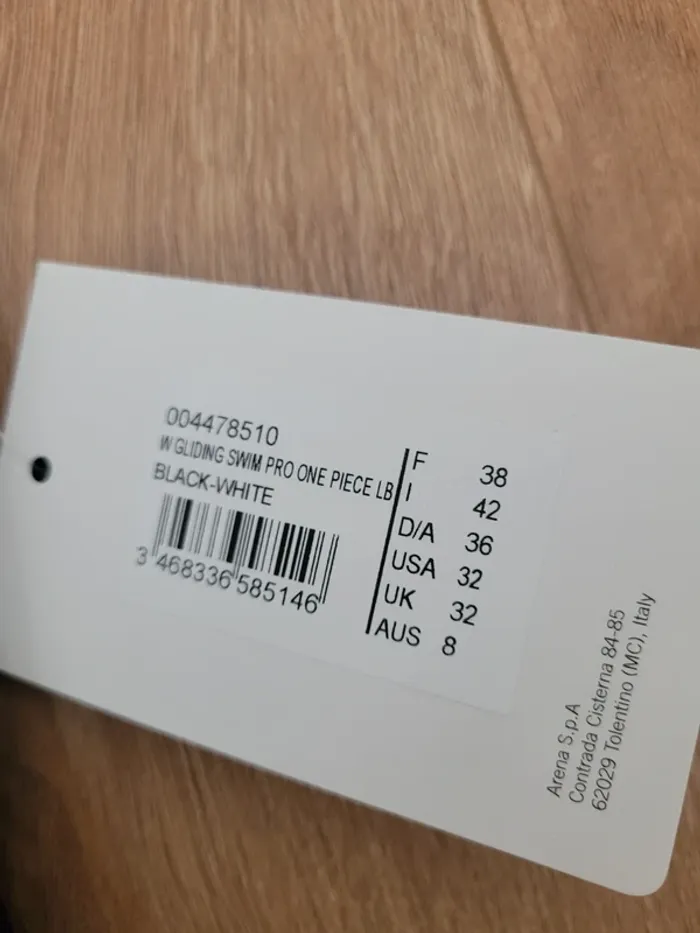 004478510
W GLIDING SWIM PRO ONE PIECE LB
BLACK-WHITE
3 468336 585146
F 38
I 42
D/A 36
USA 32
UK 32
AUS 8
Arena S.p.A
Contrada Cisterna 84-85
62029 Tolentino (MC), Italy